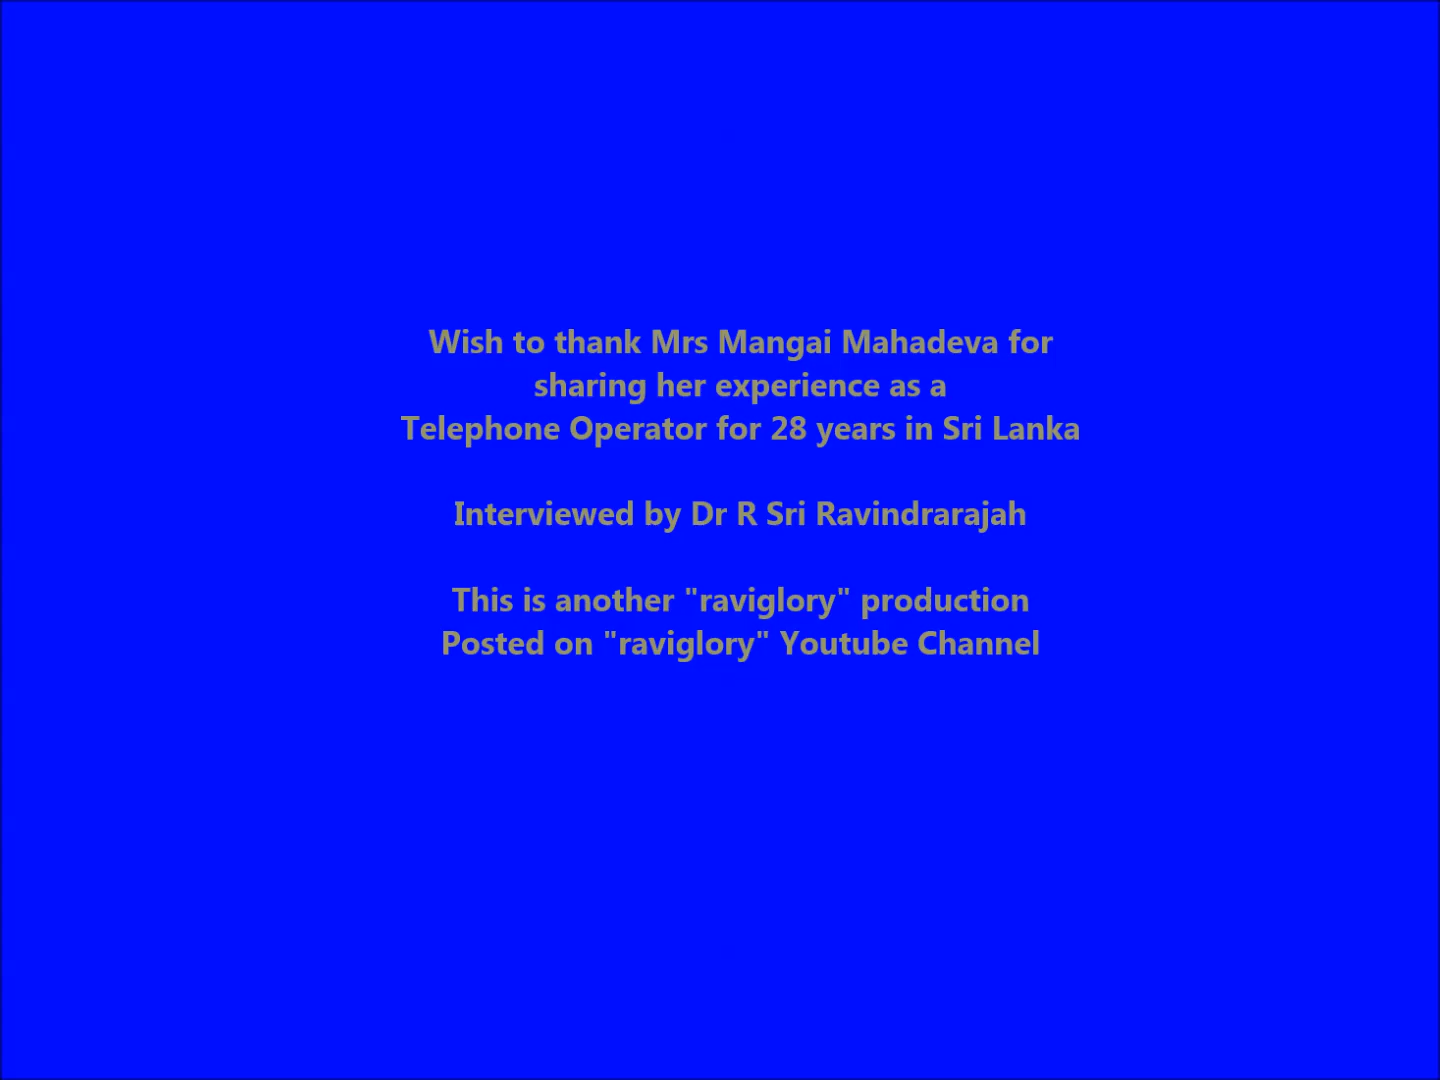 Wish to thank Mrs Mangai Mahadeva for
sharing her experience as a
Telephone Operator for 28 years in Sri Lanka
Interviewed by Dr R Sri Ravindrarajah
This is another "raviglory" production
Posted on "raviglory" Youtube Channel